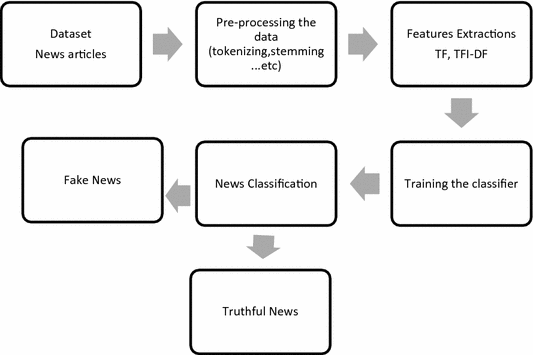 Dataset
News articles
Pre-processing the
data
(tokenizing,stemming
...etc)
Features Extractions
TF, TFI-DF
Fake News
News Classification
Training the classifier
Truthful News